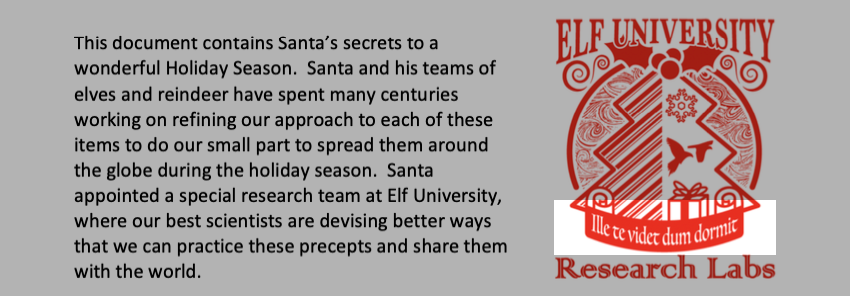 This document contains Santa’s secrets to a
wonderful Holiday Season.  Santa and his teams of
elves and reindeer have spent many centuries
working on refining our approach to each of these
items to do our small part to spread them around
the globe during the holiday season.  Santa
appointed a special research team at Elf University,
where our best scientists are devising better ways
that we can practice these precepts and share them
with the world.
ELF UNIVERSITY
Ille te videt dum dormit
Research Labs